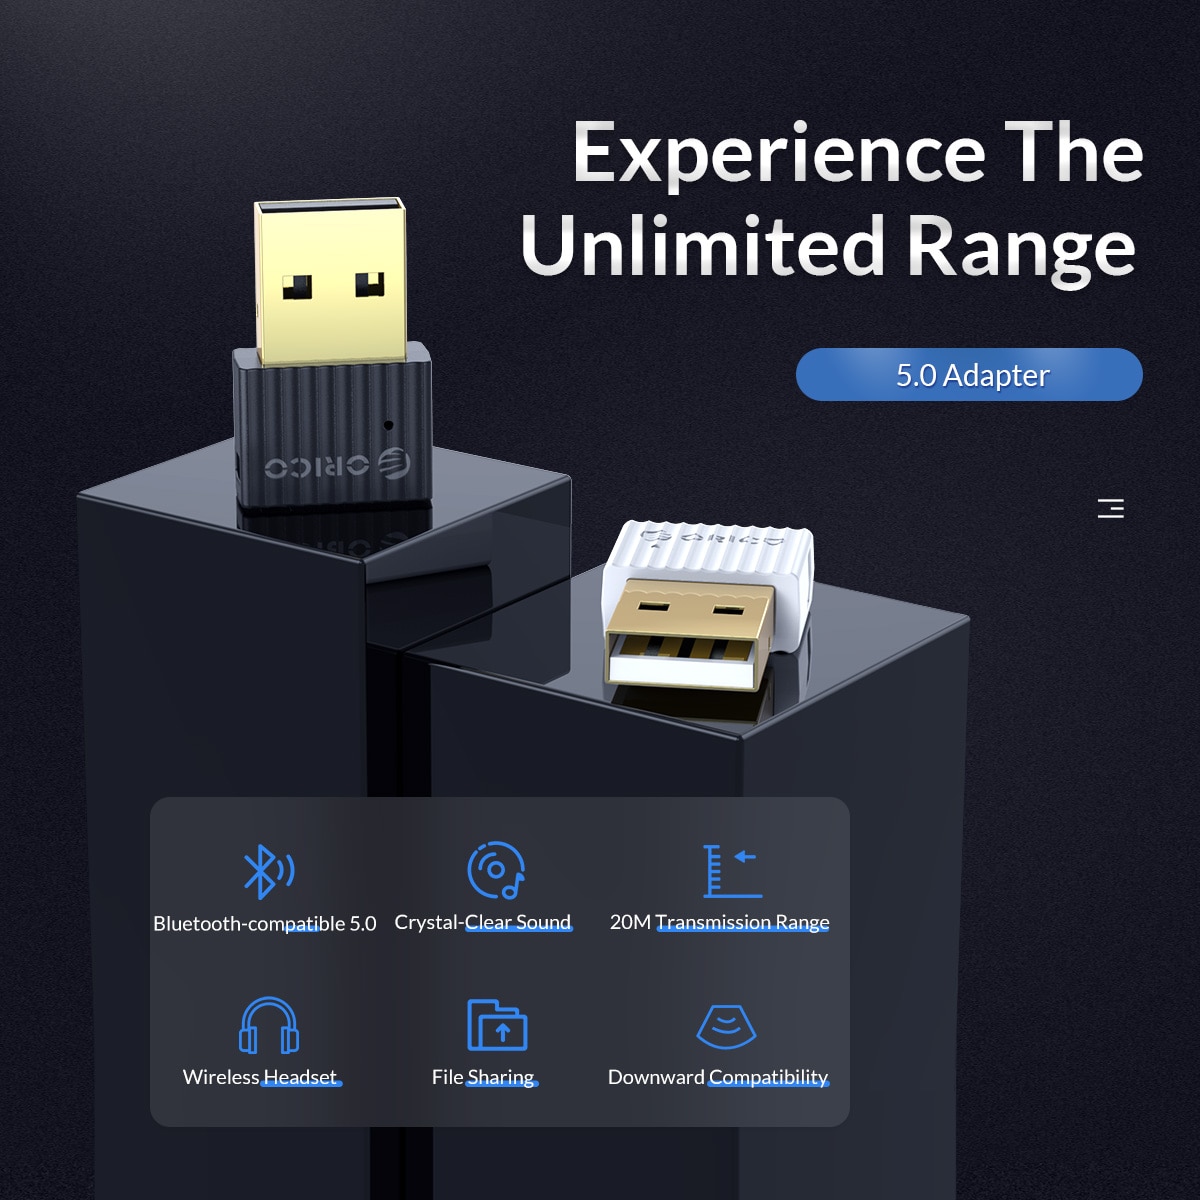 Experience The
Unlimited Range
5.0 Adapter
ORICO
ORICO
Bluetooth-compatible 5.0
Crystal-Clear Sound
20M Transmission Range
Wireless Headset
File Sharing
Downward Compatibility